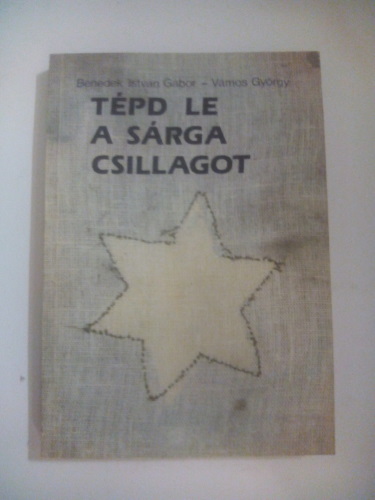 Benedek István Gábor – Vámos György
TÉPD LE
A SÁRGA
CSILLAGOT